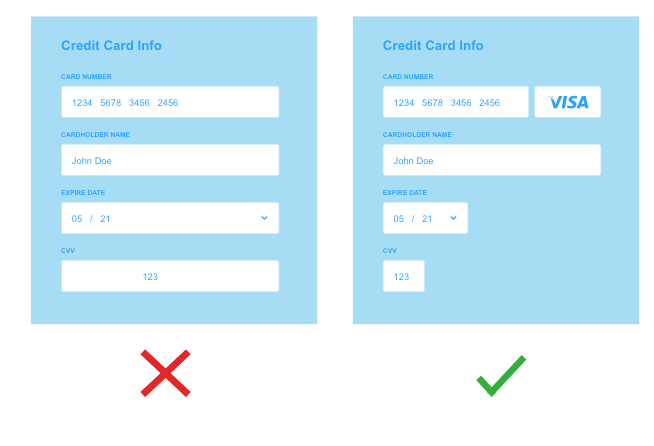 Credit Card Info
CARD NUMBER
1234 5678 3456 2456
CARDHOLDER NAME
John Doe
EXPIRE DATE
05 / 21
CVV
123
Credit Card Info
CARD NUMBER
1234 5678 3456 2456
VISA
CARDHOLDER NAME
John Doe
EXPIRE DATE
05 / 21
CVV
123